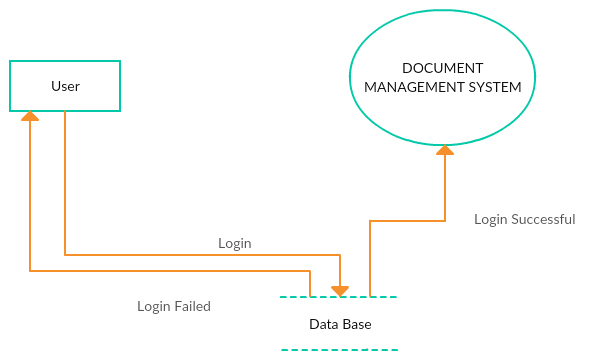 DOCUMENT
MANAGEMENT SYSTEM
User
Login Successful
Login
Login Failed
Data Base